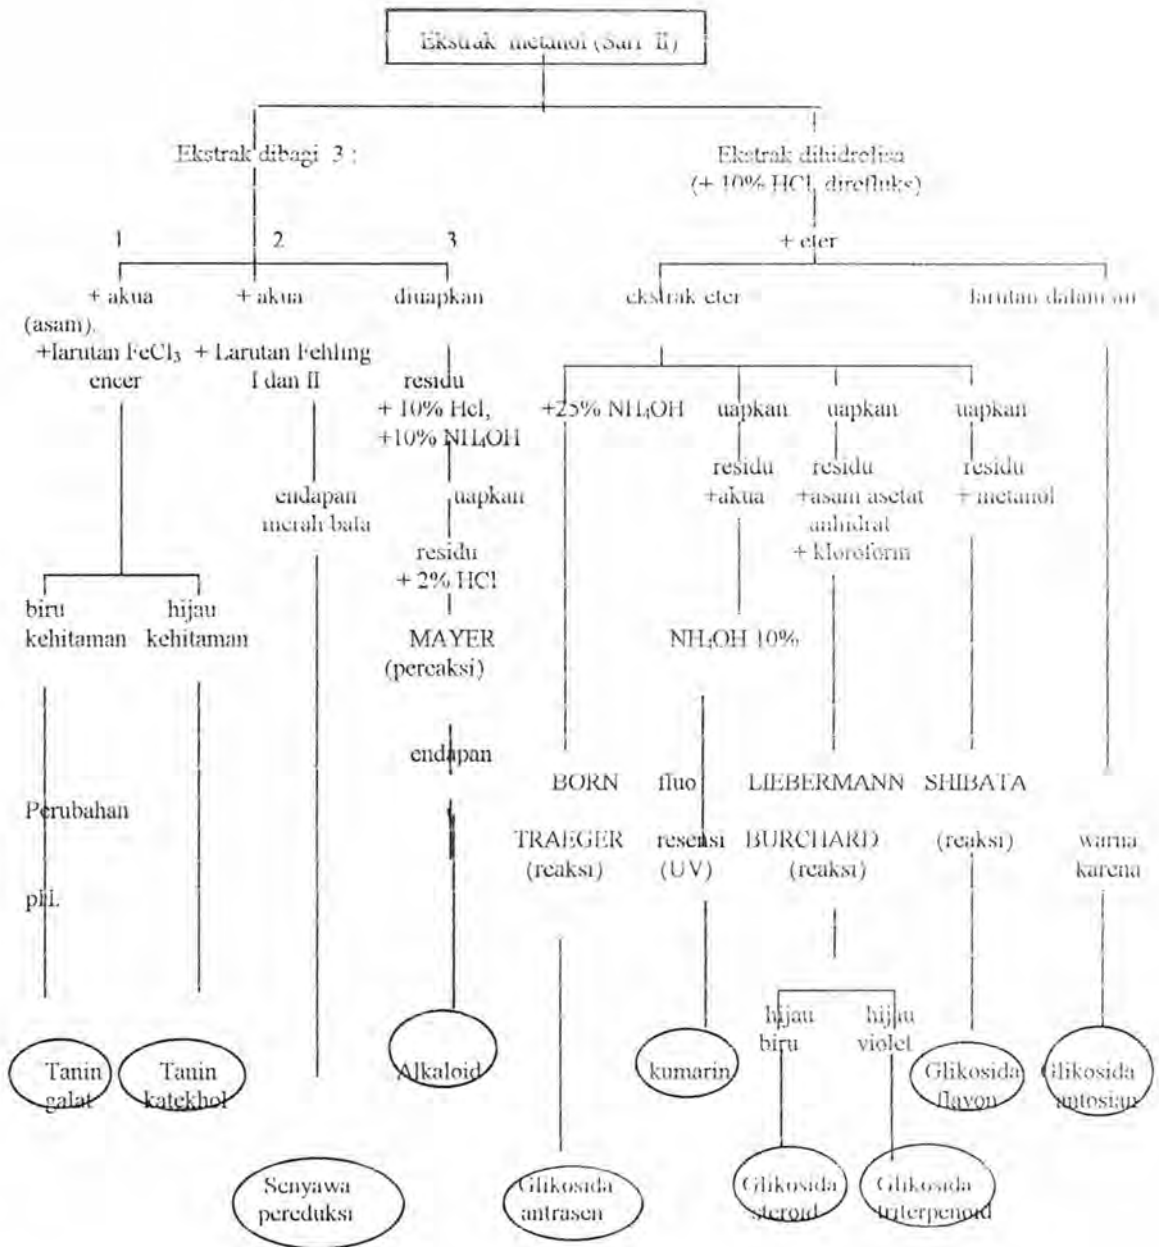 Ekstrak metanol (Sari II)
Ekstrak dibagi 3 :
Ekstrak dihidrolisa
(+ 10% HCl, direfluks)
1
2
3
+ eter
+ akua
(asam).
+larutan FeCl₃
encer
+ akua
+ Larutan Fehling
I dan II
diuapkan
ekstrak eter
larutan dalam air
residu
+ 10% Hcl,
+10% NH₄OH
+25% NH₄OH
uapkan
uapkan
uapkan
residu
+akua
residu
+asam asetat
anhidrat
+ kloroform
residu
+ metanol
endapan
merah bata
uapkan
residu
+ 2% HCl
biru
kehitaman
hijau
kehitaman
MAYER
(pereaksi)
NH₄OH 10%
endapan
Perubahan
pH.
BORN
TRAEGER
(reaksi)
fluo
resensi
(UV)
LIEBERMANN
BURCHARD
(reaksi)
SHIBATA
(reaksi)
warna
karena
hijau
biru
hijau
violet
Tanin
galat
Tanin
katekhol
Alkaloid
kumarin
Glikosida
flavon
Glikosida
antosian
Senyawa
pereduksi
Glikosida
antrasen
Glikosida
steroid
Glikosida
triterpenoid